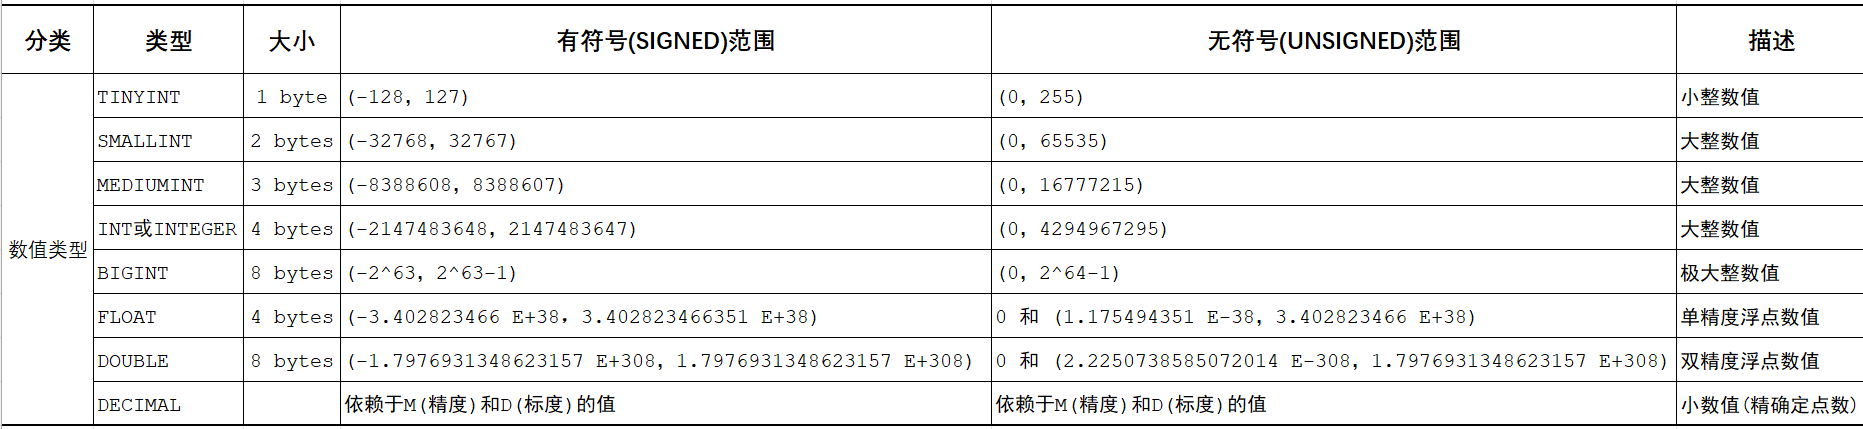 分类 类型 大小 有符号(SIGNED)范围 无符号(UNSIGNED)范围 描述
数值类型
TINYINT 1 byte (-128, 127) (0, 255) 小整数值
SMALLINT 2 bytes (-32768, 32767) (0, 65535) 大整数值
MEDIUMINT 3 bytes (-8388608, 8388607) (0, 16777215) 大整数值
INT或INTEGER 4 bytes (-2147483648, 2147483647) (0, 4294967295) 大整数值
BIGINT 8 bytes (-2^63, 2^63-1) (0, 2^64-1) 极大整数值
FLOAT 4 bytes (-3.402823466 E+38, 3.402823466351 E+38) 0 和 (1.175494351 E-38, 3.402823466 E+38) 单精度浮点数值
DOUBLE 8 bytes (-1.7976931348623157 E+308, 1.7976931348623157 E+308) 0 和 (2.2250738585072014 E-308, 1.7976931348623157 E+308) 双精度浮点数值
DECIMAL 依赖于M(精度)和D(标度)的值 依赖于M(精度)和D(标度)的值 小数值(精确定点数)